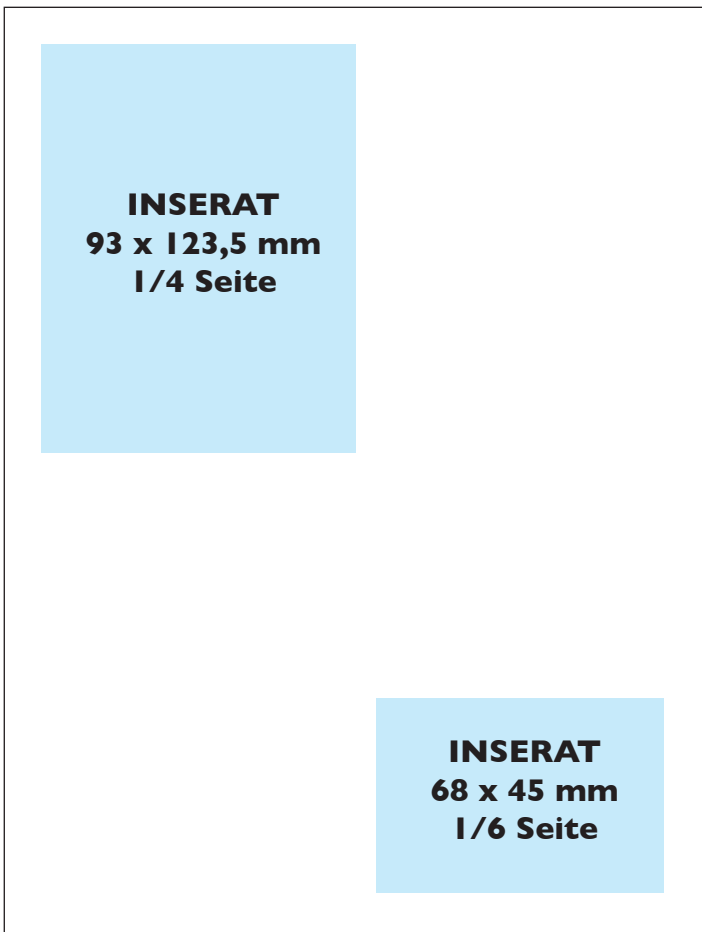 INSERAT
93 x 123,5 mm
1/4 Seite
INSERAT
68 x 45 mm
1/6 Seite